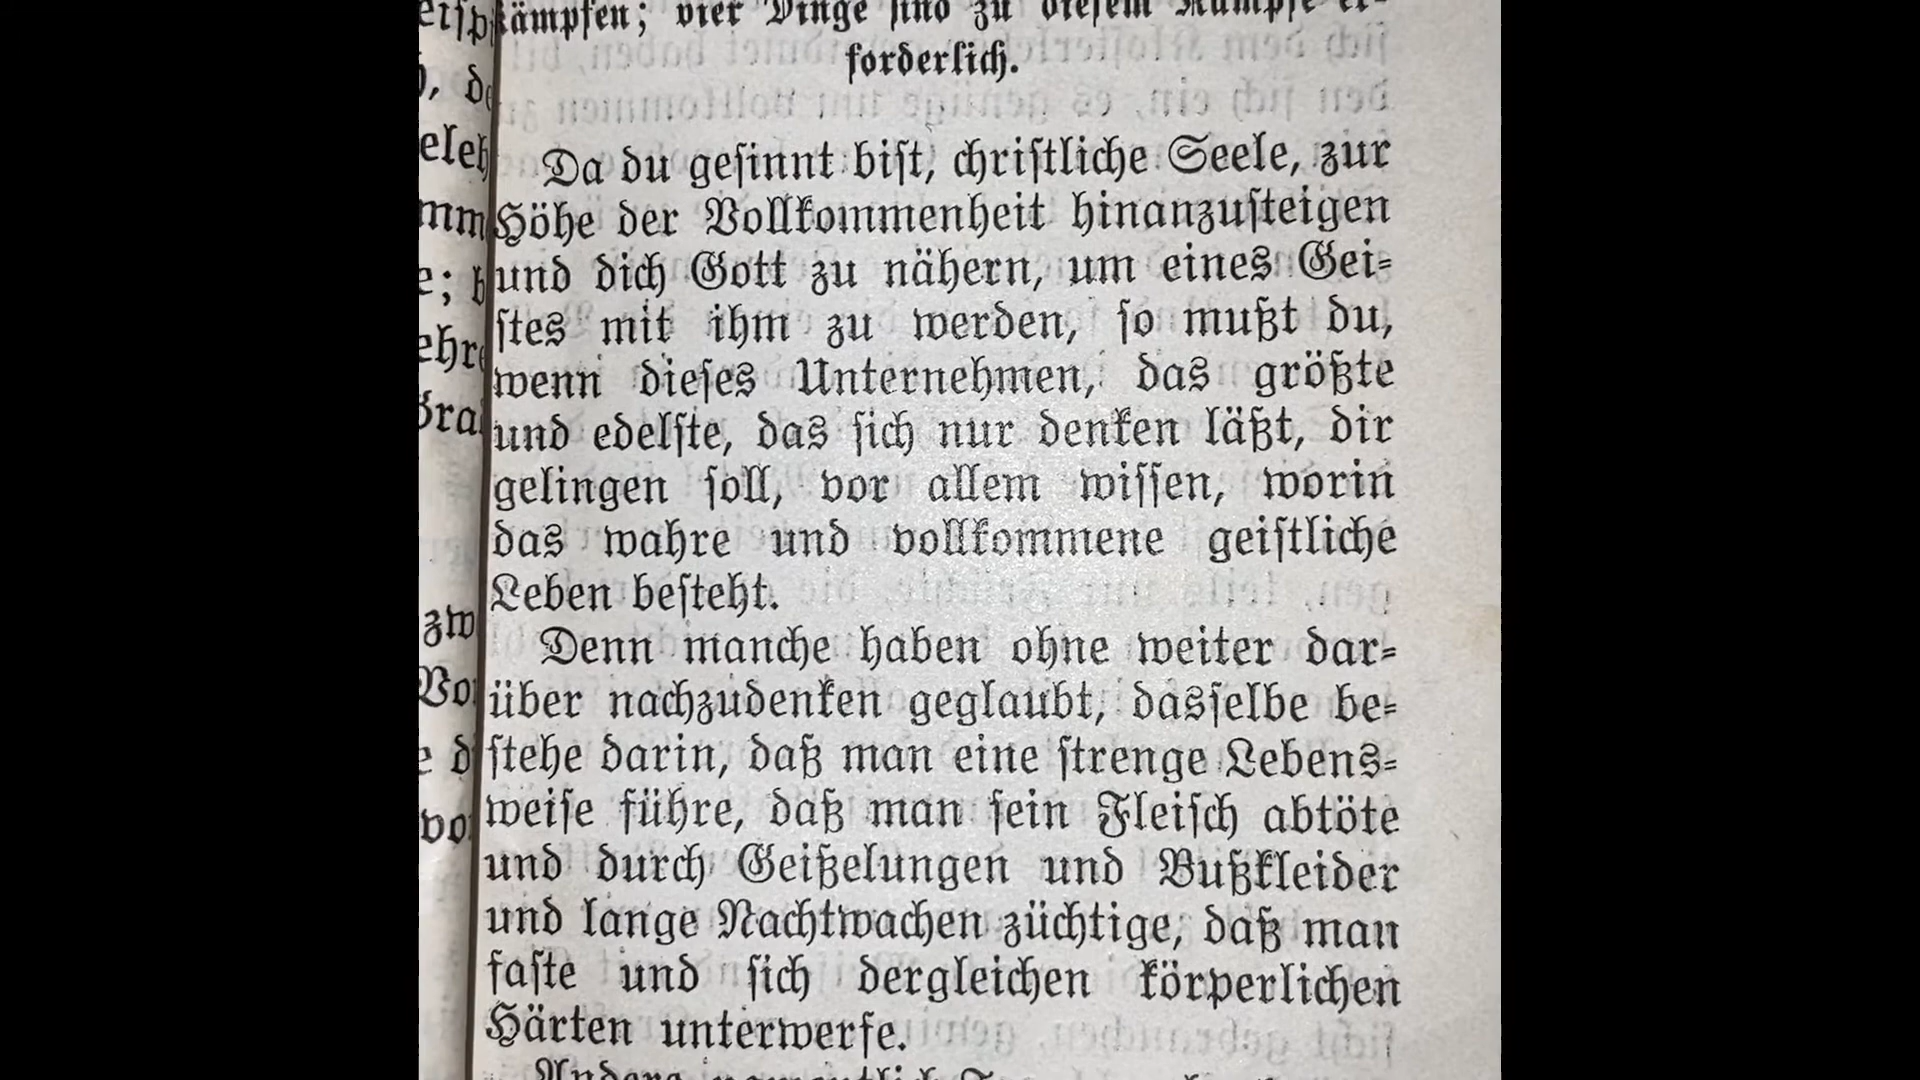 kämpfen; vier Dinge sind zu diesem Kampfe er-
forderlich.
Da du gesinnt bist, christliche Seele, zur
Höhe der Vollkommenheit hinanzusteigen
und dich Gott zu nähern, um eines Gei-
stes mit ihm zu werden, so mußt du,
wenn dieses Unternehmen, das größte
und edelste, das sich nur denken läßt, dir
gelingen soll, vor allem wissen, worin
das wahre und vollkommene geistliche
Leben besteht.
Denn manche haben ohne weiter dar-
über nachzudenken geglaubt, dasselbe be-
stehe darin, daß man eine strenge Lebens-
weise führe, daß man sein Fleisch abtöte
und durch Geißelungen und Bußkleider
und lange Nachtwachen züchtige, daß man
faste und sich dergleichen körperlichen
Härten unterwerfe.